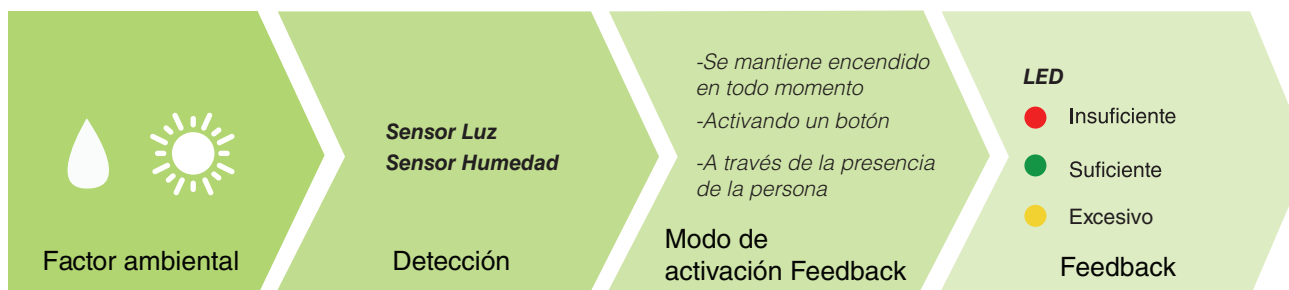 Factor ambiental
Sensor Luz
Sensor Humedad
Detección
-Se mantiene encendido
en todo momento
-Activando un botón
-A través de la presencia
de la persona
Modo de
activación Feedback
LED
Insuficiente
Suficiente
Excesivo
Feedback